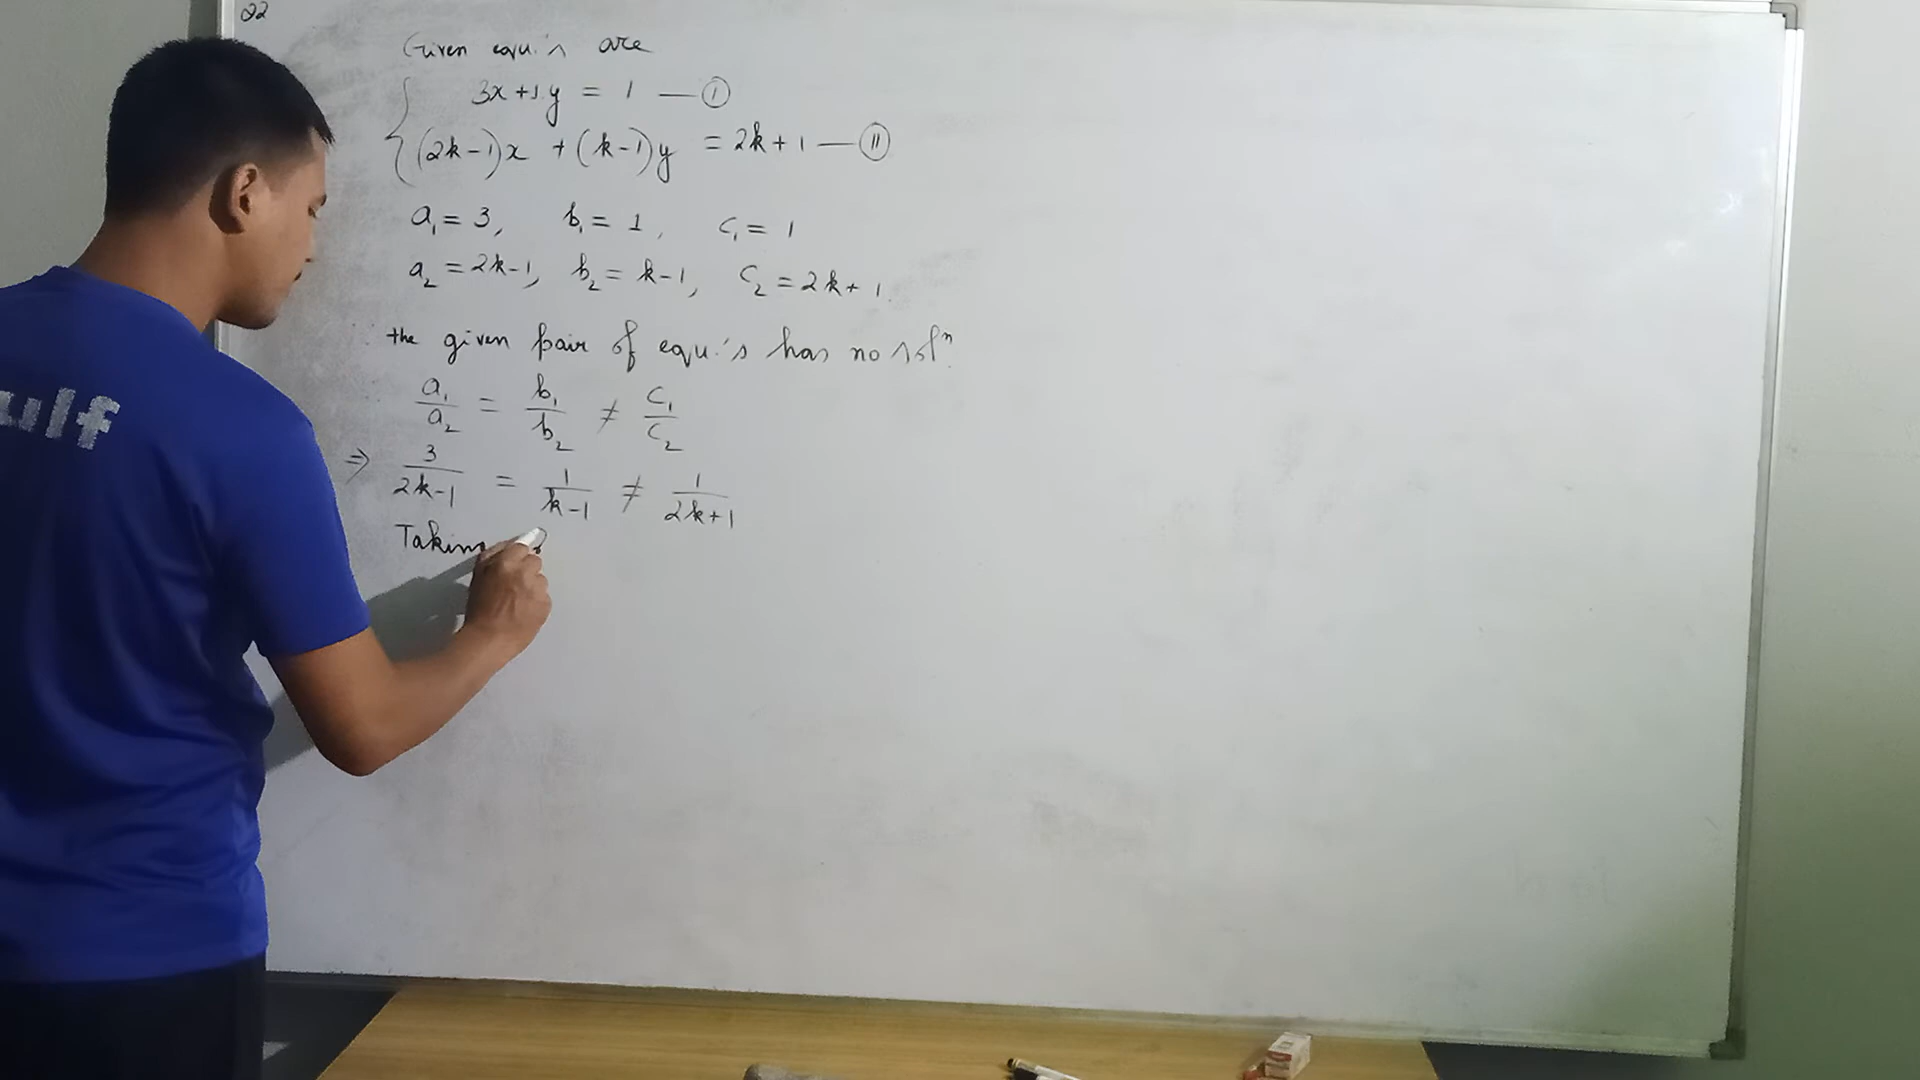 Q2
Given equ.'s are
3x+1.y = 1 — (I)
(2k-1)x + (k-1)y = 2k+1 — (II)
a₁ = 3, b₁ = 1, c₁ = 1
a₂ = 2k-1, b₂ = k-1, c₂ = 2k+1
the given pair of equ.'s has no solⁿ.
a₁/a₂ = b₁/b₂ ≠ c₁/c₂
⇒ 3/(2k-1) = 1/(k-1) ≠ 1/(2k+1)
Taking
ulf